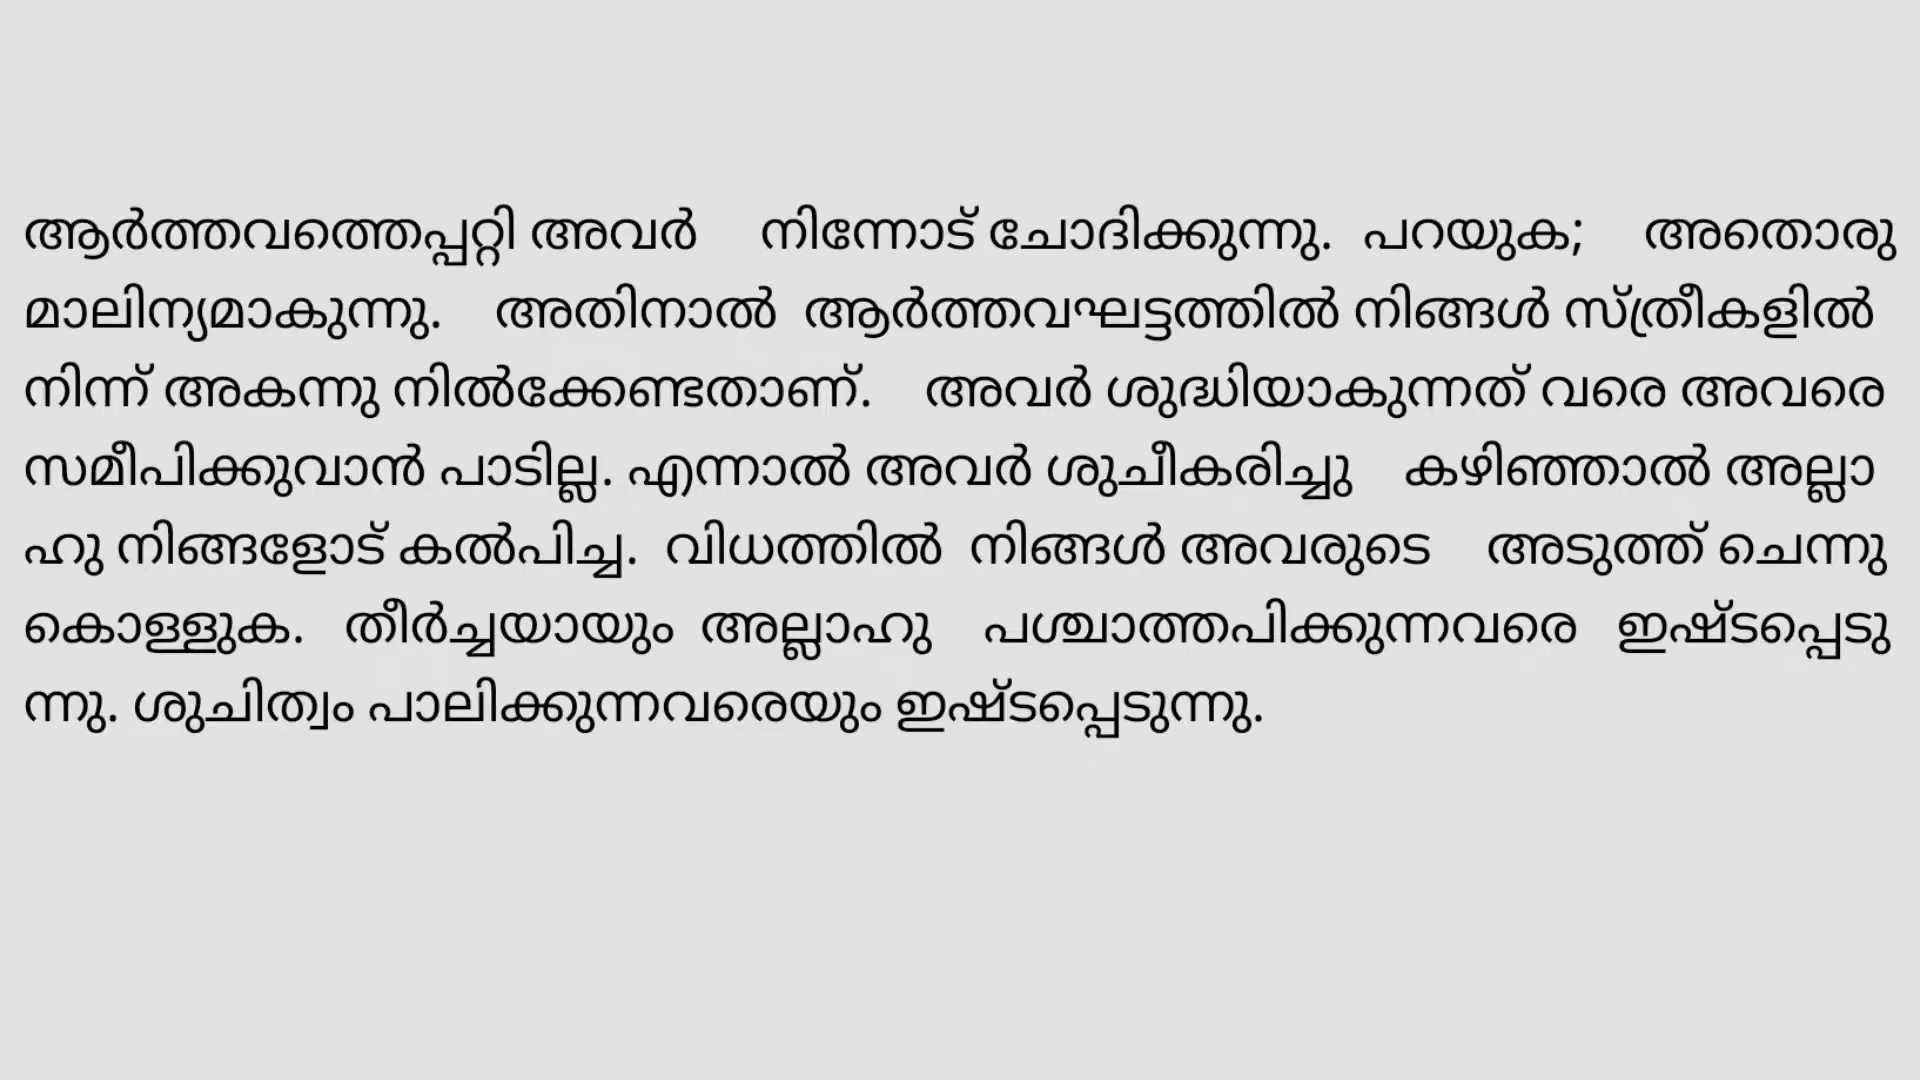 ആർത്തവത്തെപ്പറ്റി അവർ നിന്നോട് ചോദിക്കുന്നു. പറയുക; അതൊരു
മാലിന്യമാകുന്നു. അതിനാൽ ആർത്തവഘട്ടത്തിൽ നിങ്ങൾ സ്ത്രീകളിൽ
നിന്ന് അകന്നു നിൽക്കേണ്ടതാണ്. അവർ ശുദ്ധിയാകുന്നത് വരെ അവരെ
സമീപിക്കുവാൻ പാടില്ല. എന്നാൽ അവർ ശുചീകരിച്ചു കഴിഞ്ഞാൽ അല്ലാ
ഹു നിങ്ങളോട് കൽപിച്ച. വിധത്തിൽ നിങ്ങൾ അവരുടെ അടുത്ത് ചെന്നു
കൊള്ളുക. തീർച്ചയായും അല്ലാഹു പശ്ചാത്തപിക്കുന്നവരെ ഇഷ്ടപ്പെടു
ന്നു. ശുചിത്വം പാലിക്കുന്നവരെയും ഇഷ്ടപ്പെടുന്നു.